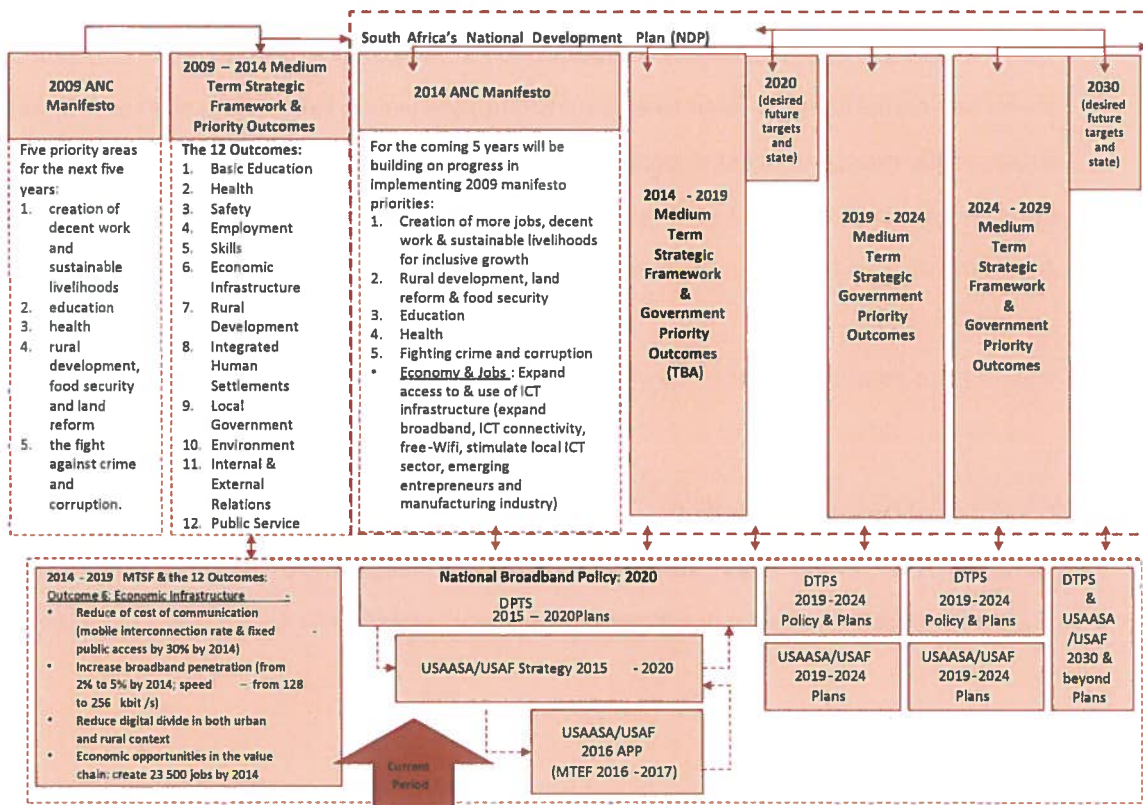 South Africa's National Development Plan (NDP)
2009 ANC
Manifesto
Five priority areas
for the next five
years:
1. creation of
decent work
and
sustainable
livelihoods
2. education
3. health
4. rural
development,
food security
and land
reform
5. the fight
against crime
and
corruption.
2009 – 2014 Medium
Term Strategic
Framework &
Priority Outcomes
The 12 Outcomes:
1. Basic Education
2. Health
3. Safety
4. Employment
5. Skills
6. Economic
Infrastructure
7. Rural
Development
8. Integrated
Human
Settlements
9. Local
Government
10. Environment
11. Internal &
External
Relations
12. Public Service
2014 ANC Manifesto
For the coming 5 years will be
building on progress in
implementing 2009 manifesto
priorities:
1. Creation of more jobs, decent
work & sustainable livelihoods
for inclusive growth
2. Rural development, land
reform & food security
3. Education
4. Health
5. Fighting crime and corruption
• Economy & Jobs : Expand
access to & use of ICT
infrastructure (expand
broadband, ICT connectivity,
free -Wifi, stimulate local ICT
sector, emerging
entrepreneurs and
manufacturing industry)
2014 - 2019
Medium
Term
Strategic
Framework
&
Government
Priority
Outcomes
(TBA)
2020
(desired
future
targets
and
state)
2019 - 2024
Medium
Term
Strategic
Government
Priority
Outcomes
2024 - 2029
Medium
Term
Strategic
Framework
&
Government
Priority
Outcomes
2030
(desired
future
targets
and
state)
2014 - 2019 MTSF & the 12 Outcomes:
Outcome 6: Economic Infrastructure -
• Reduce of cost of communication
(mobile interconnection rate & fixed -
public access by 30% by 2014)
• Increase broadband penetration (from
2% to 5% by 2014; speed – from 128
to 256 kbit /s)
• Reduce digital divide in both urban
and rural context
• Economic opportunities in the value
chain: create 23 500 jobs by 2014
Current
Period
National Broadband Policy: 2020
DPTS
2015 – 2020Plans
USAASA/USAF Strategy 2015 - 2020
USAASA/USAF
2016 APP
(MTEF 2016 -2017)
DTPS
2019-2024
Policy & Plans
USAASA/USAF
2019-2024
Plans
DTPS
2019-2024
Policy & Plans
USAASA/USAF
2019-2024
Plans
DTPS
&
USAASA
/USAF
2030 &
beyond
Plans